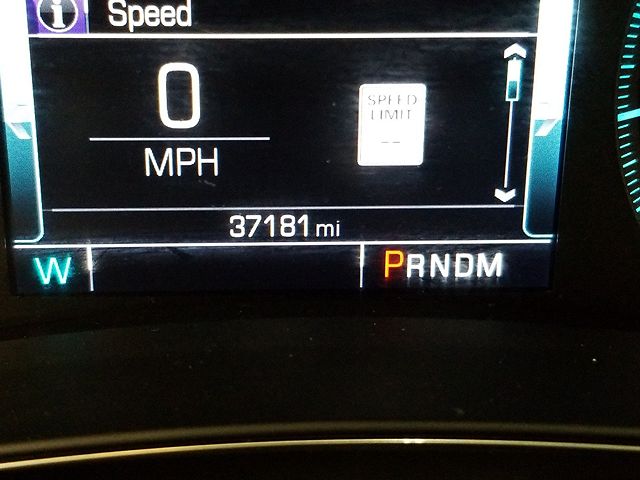 i Speed
0
SPEED
LIMIT
--
MPH
37181 mi
W PRNDM